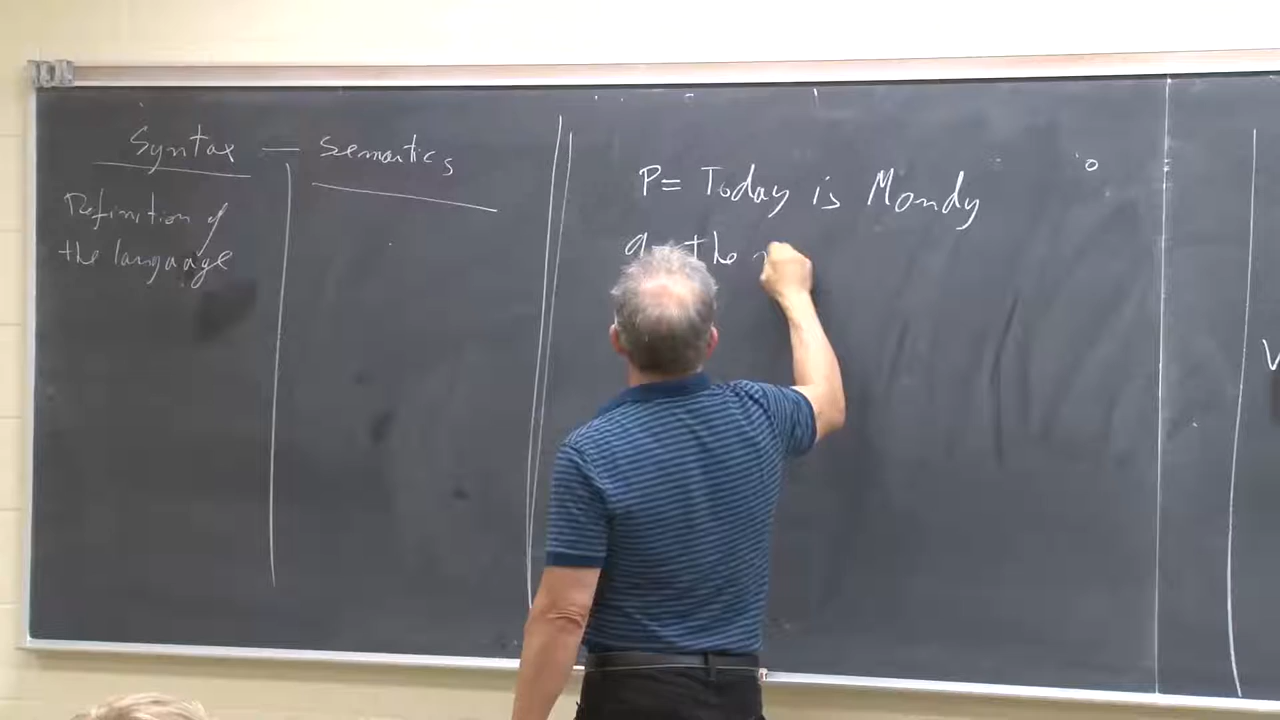 Syntax — Semantics
Definition of
the language
P= Today is Mondy
q= the